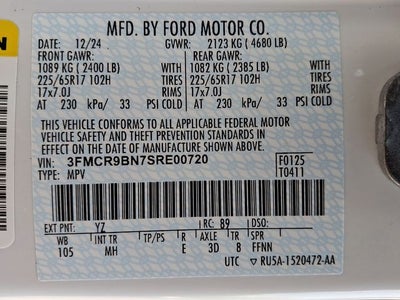 MFD. BY FORD MOTOR CO.
DATE: 12/24 GVWR: 2123 KG ( 4680 LB)
FRONT GAWR: REAR GAWR:
1089 KG ( 2400 LB) 1082 KG ( 2385 LB)
225/65R17 102H TIRES 225/65R17 102H
17x7.0J RIMS 17x7.0J
AT 230 kPa/ 33 PSI COLD AT 230 kPa/ 33 PSI COLD
THIS VEHICLE CONFORMS TO ALL APPLICABLE FEDERAL MOTOR
VEHICLE SAFETY AND THEFT PREVENTION STANDARDS IN EFFECT
ON THE DATE OF MANUFACTURE SHOWN ABOVE.
VIN: 3FMCR9BN7SRE00720 F0125
TYPE: MPV T0411
EXT PNT: YZ RC: 89 DSO:
WB INT TR TP/PS R AXLE TR SPR
105 MH E 3D 8 FFNN
UTC ▼ RU5A-1520472-AA